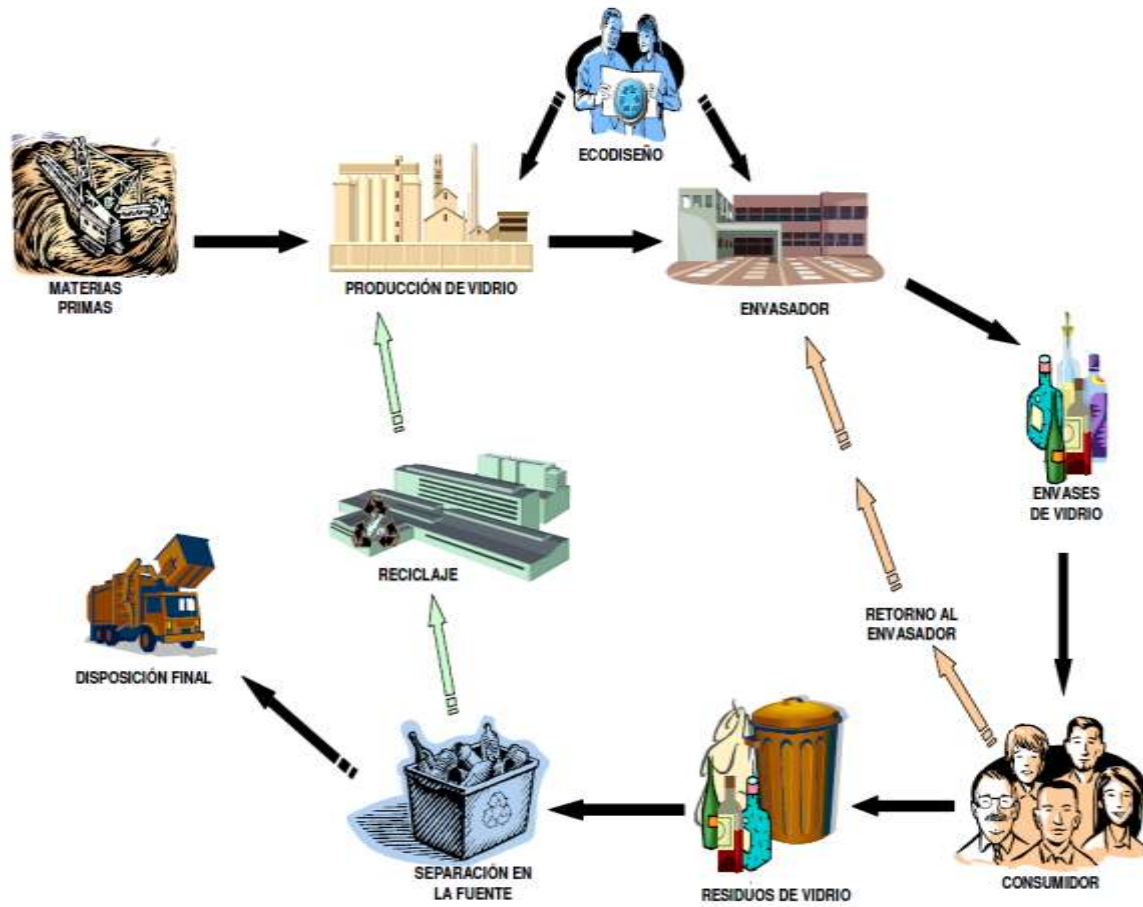 ECODISEÑO
MATERIAS
PRIMAS
PRODUCCIÓN DE VIDRIO
ENVASADOR
ENVASES
DE VIDRIO
RECICLAJE
RETORNO AL
ENVASADOR
DISPOSICIÓN FINAL
SEPARACIÓN EN
LA FUENTE
RESIDUOS DE VIDRIO
CONSUMIDOR